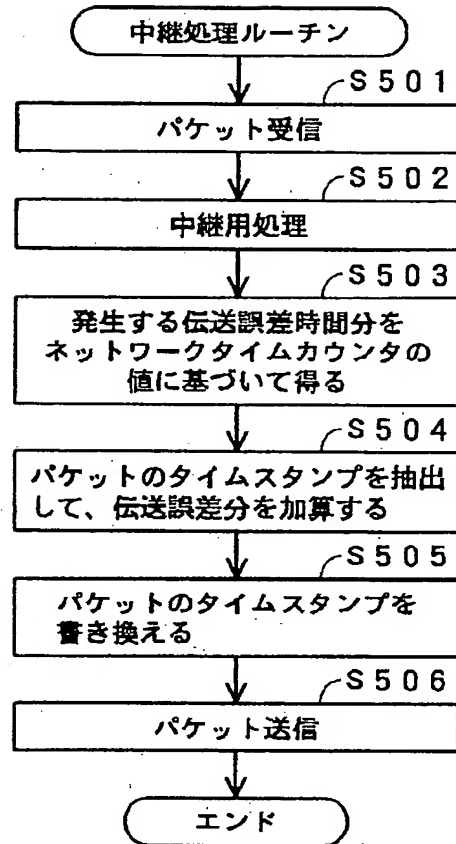 中継処理ルーチン
S501
パケット受信
S502
中継用処理
S503
発生する伝送誤差時間分を
ネットワークタイムカウンタの
値に基づいて得る
S504
パケットのタイムスタンプを抽出
して、伝送誤差分を加算する
S505
パケットのタイムスタンプを
書き換える
S506
パケット送信
エンド